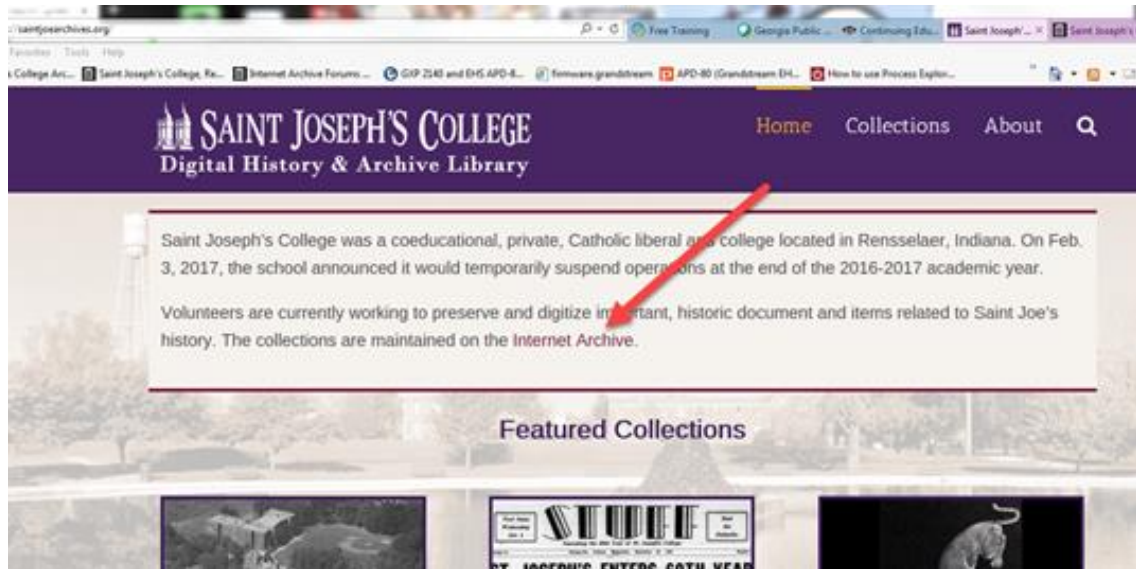 saintjoearchives.org
Free Training
Georgia Public ...
Continuing Edu...
Saint Joseph'...
Saint Joseph's
Favorites Tools Help
College Arc...
Saint Joseph's College, Re...
Internet Archive Forums ...
GXP 2140 and EHS APD-8...
firmware.grandstream
APD-80 (Grandstream EH...
How to use Process Explor...
SAINT JOSEPH'S COLLEGE
Digital History & Archive Library
Home Collections About
Saint Joseph's College was a coeducational, private, Catholic liberal arts college located in Rensselaer, Indiana. On Feb.
3, 2017, the school announced it would temporarily suspend operations at the end of the 2016-2017 academic year.
Volunteers are currently working to preserve and digitize important, historic document and items related to Saint Joe's
history. The collections are maintained on the Internet Archive.
Featured Collections
STUFF
ST. JOSEPH'S ENTERS 60TH YEAR